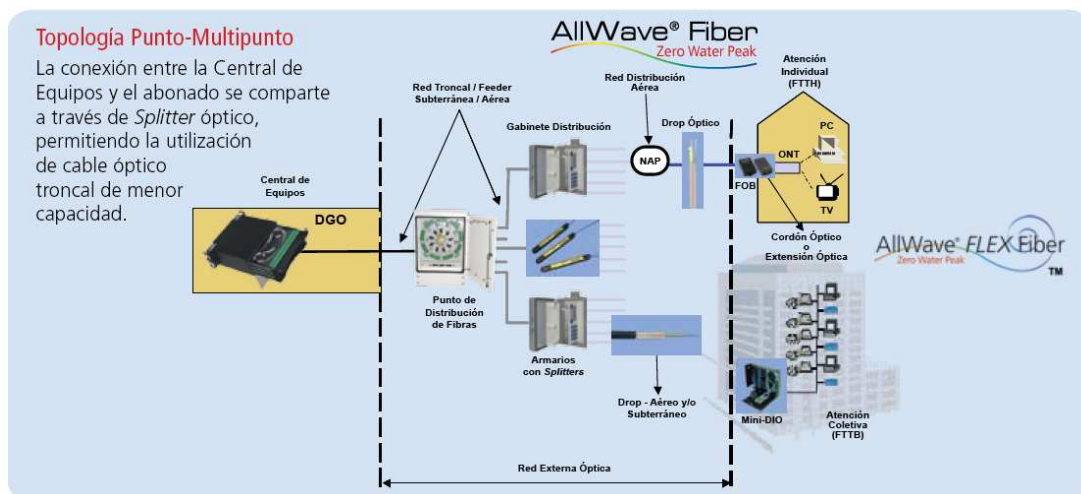 Topología Punto-Multipunto
La conexión entre la Central de
Equipos y el abonado se comparte
a través de Splitter óptico,
permitiendo la utilización
de cable óptico
troncal de menor
capacidad.
AllWave® Fiber
Zero Water Peak
Atención
Individual
(FTTH)
Red Troncal / Feeder
Subterránea / Aérea
Red Distribución
Aérea
Gabinete Distribución
Drop Óptico
PC
NAP
ONT
FOB
TV
Central de
Equipos
DGO
Cordón Óptico
o
Extensión Óptica
AllWave® FLEX Fiber
Zero Water Peak
TM
Punto de
Distribución
de Fibras
Armarios
con Splitters
Drop - Aéreo y/o
Subterráneo
Mini-DIO
Atención
Coletiva
(FTTB)
Red Externa Óptica